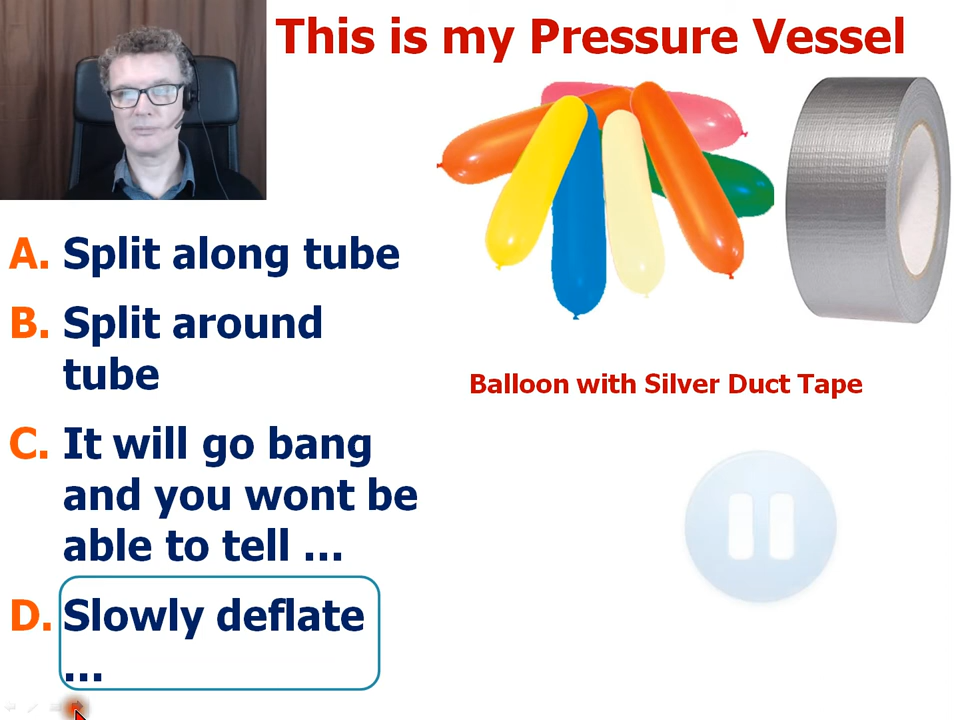 This is my Pressure Vessel
A. Split along tube
B. Split around
tube
C. It will go bang
and you wont be
able to tell ...
D. Slowly deflate
...
Balloon with Silver Duct Tape